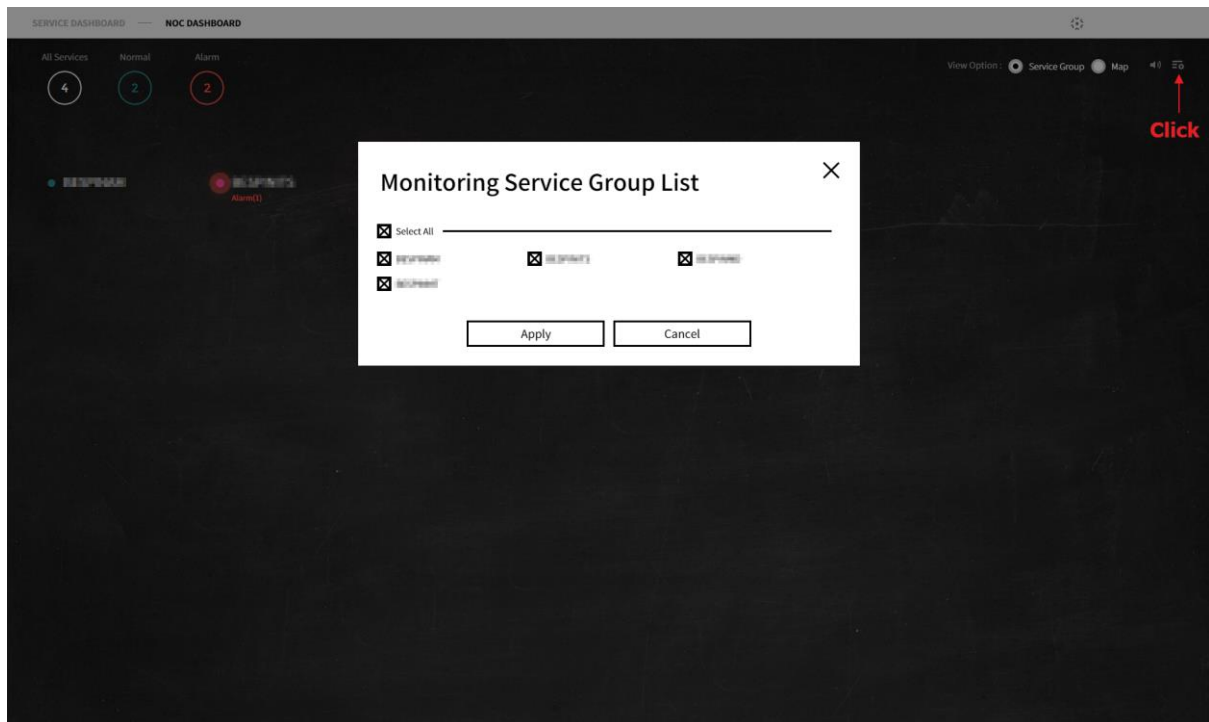 SERVICE DASHBOARD — NOC DASHBOARD
All Services Normal Alarm
4 2 2
View Option : Service Group Map
Click
Alarm(1)
Monitoring Service Group List
Select All
Apply Cancel